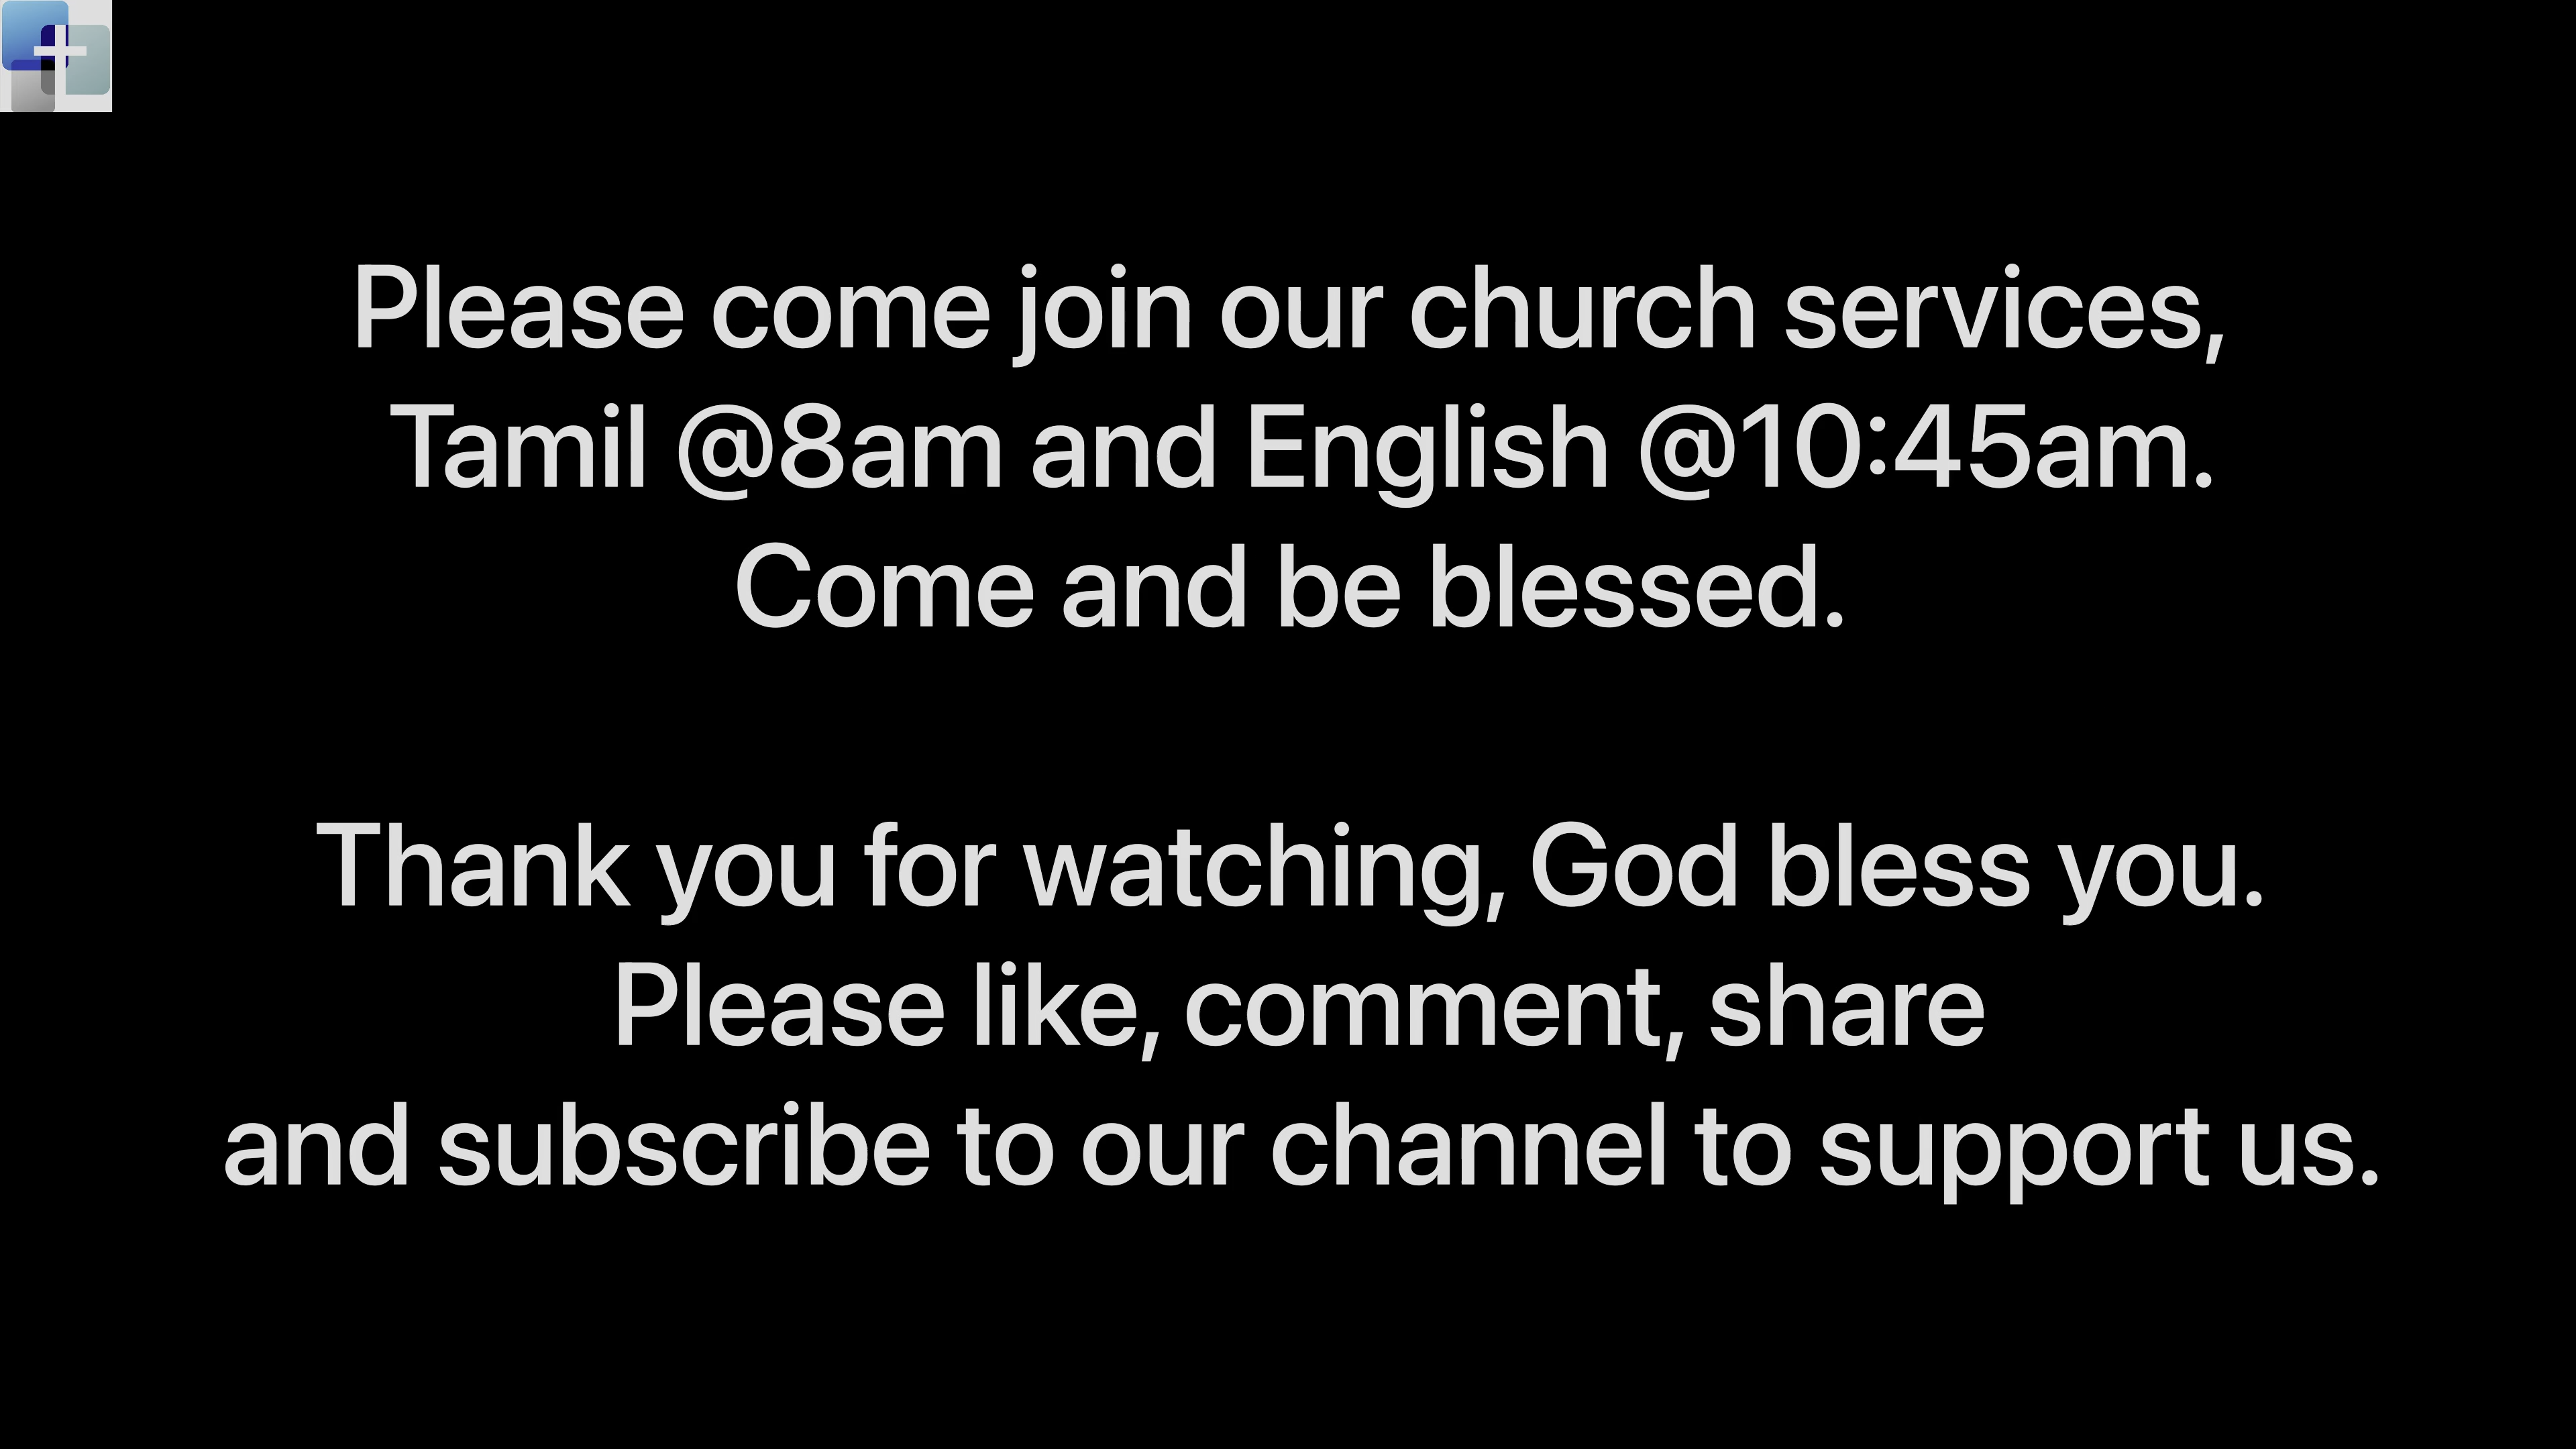 Please come join our church services,
Tamil @8am and English @10:45am.
Come and be blessed.
Thank you for watching, God bless you.
Please like, comment, share
and subscribe to our channel to support us.